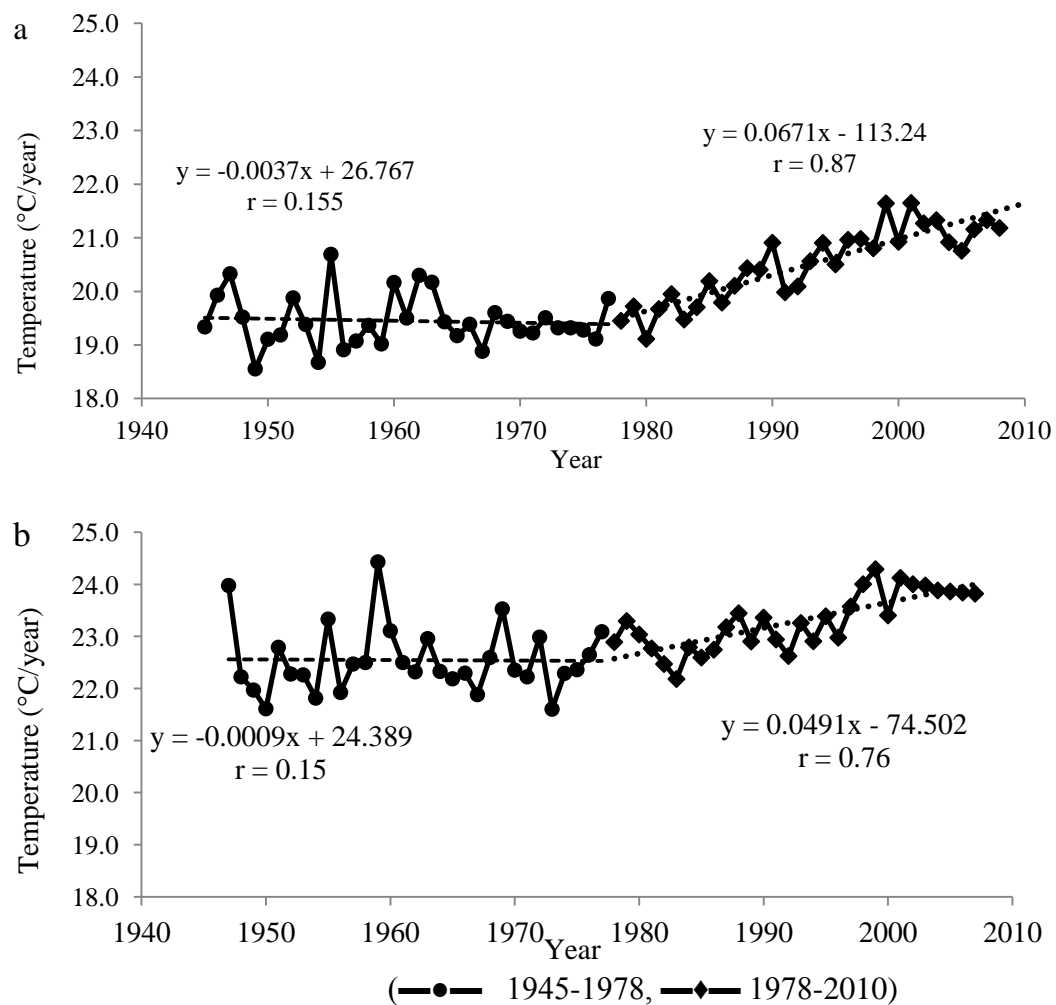 a
25.0
24.0
23.0
22.0
21.0
20.0
19.0
18.0
Temperature (°C/year)
y = -0.0037x + 26.767
r = 0.155
y = 0.0671x - 113.24
r = 0.87
1940 1950 1960 1970 1980 1990 2000 2010
Year
b
25.0
24.0
23.0
22.0
21.0
20.0
19.0
18.0
Temperature (°C/year)
y = -0.0009x + 24.389
r = 0.15
y = 0.0491x - 74.502
r = 0.76
1940 1950 1960 1970 1980 1990 2000 2010
Year
( 1945-1978, 1978-2010)